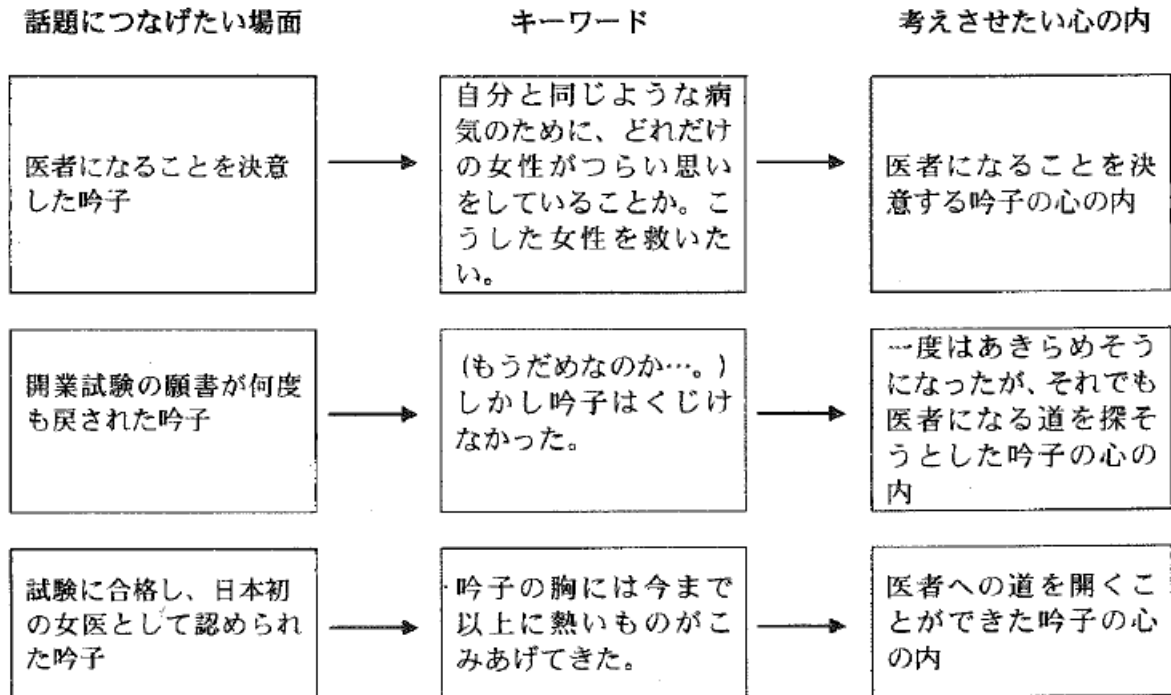 話題につなげたい場面
キーワード
考えさせたい心の内
医者になることを決意
した吟子
自分と同じような病
気のために、どれだけ
の女性がつらい思い
をしていることか。こ
うした女性を救いた
い。
医者になることを決
意する吟子の心の内
開業試験の願書が何度
も戻された吟子
(もうだめなのか…。)
しかし吟子はくじけ
なかった。
一度はあきらめそう
になったが、それでも
医者になる道を探そ
うとした吟子の心の
内
試験に合格し、日本初
の女医として認められ
た吟子
吟子の胸には今まで
以上に熱いものがこ
みあげてきた。
医者への道を開くこ
とができた吟子の心
の内